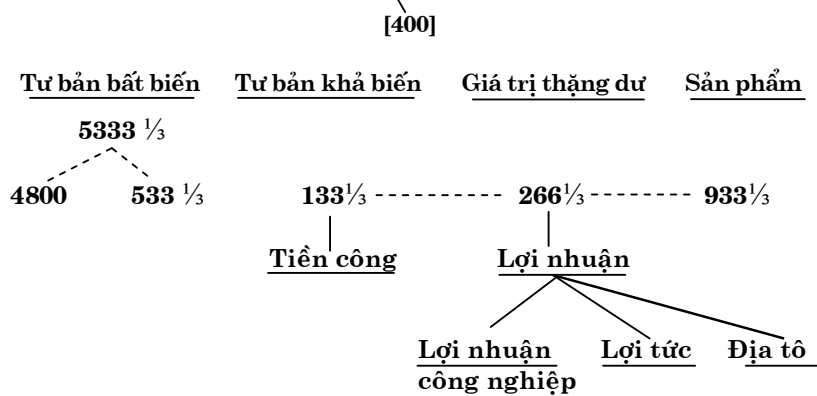 [400]
Tư bản bất biến Tư bản khả biến Giá trị thặng dư Sản phẩm
5333 ⅓
4800 533 ⅓ 133⅓ 266⅓ 933⅓
Tiền công Lợi nhuận
Lợi nhuận công nghiệp Lợi tức Địa tô